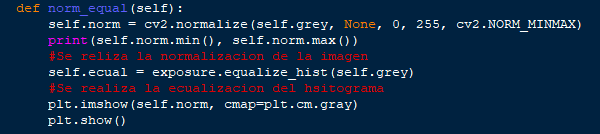 def norm_equal(self):
self.norm = cv2.normalize(self.grey, None, 0, 255, cv2.NORM_MINMAX)
print(self.norm.min(), self.norm.max())
#Se reliza la normalizacion de la imagen
self.ecual = exposure.equalize_hist(self.grey)
#Se realiza la ecualizacion del hsitograma
plt.imshow(self.norm, cmap=plt.cm.gray)
plt.show()